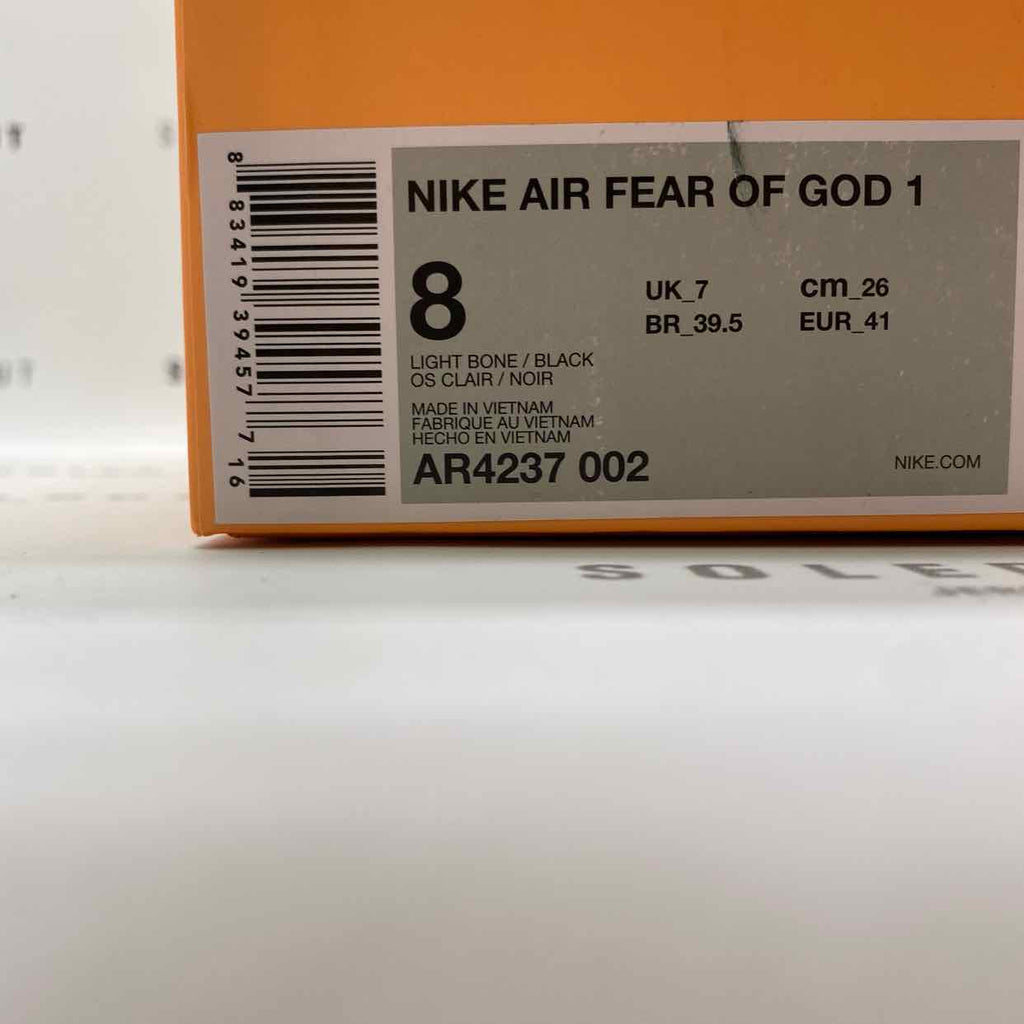 8 83419 39457 7 16
NIKE AIR FEAR OF GOD 1
8
UK_7 cm_26
BR_39.5 EUR_41
LIGHT BONE / BLACK
OS CLAIR / NOIR
MADE IN VIETNAM
FABRIQUE AU VIETNAM
HECHO EN VIETNAM
AR4237 002
NIKE.COM